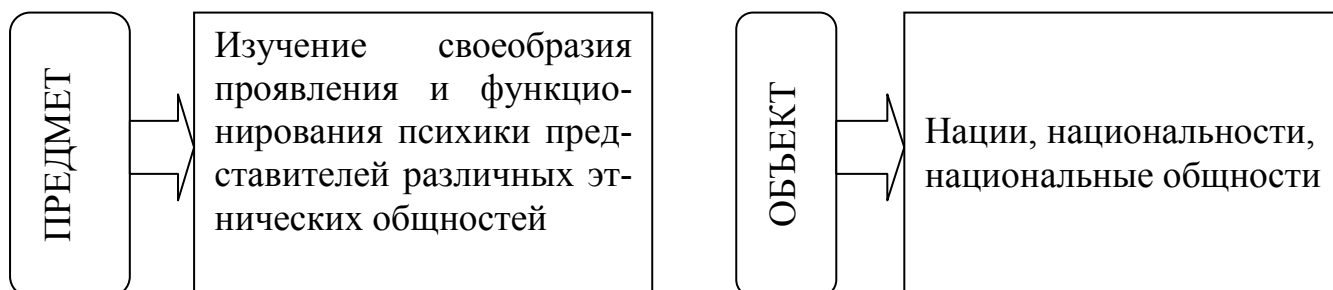 ПРЕДМЕТ
Изучение своеобразия
проявления и функцио-
нирования психики пред-
ставителей различных эт-
нических общностей
ОБЪЕКТ
Нации, национальности,
национальные общности